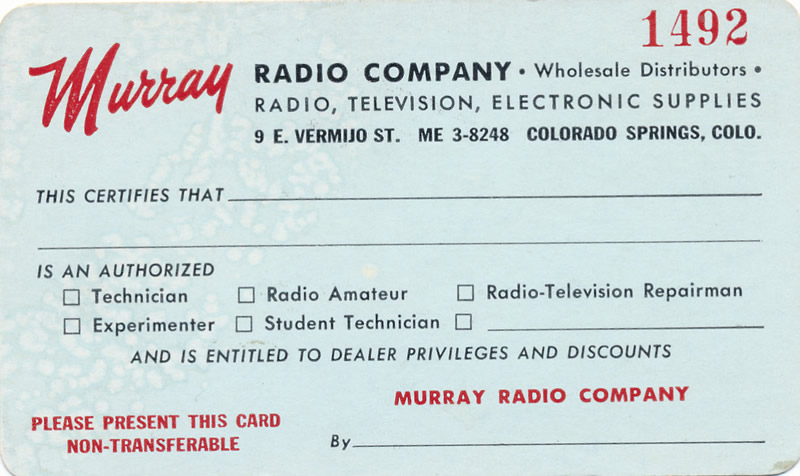 1492
Murray RADIO COMPANY • Wholesale Distributors •
RADIO, TELEVISION, ELECTRONIC SUPPLIES
9 E. VERMIJO ST. ME 3-8248 COLORADO SPRINGS, COLO.
THIS CERTIFIES THAT
IS AN AUTHORIZED
☐ Technician ☐ Radio Amateur ☐ Radio-Television Repairman
☐ Experimenter ☐ Student Technician ☐
AND IS ENTITLED TO DEALER PRIVILEGES AND DISCOUNTS
MURRAY RADIO COMPANY
PLEASE PRESENT THIS CARD
NON-TRANSFERABLE
By